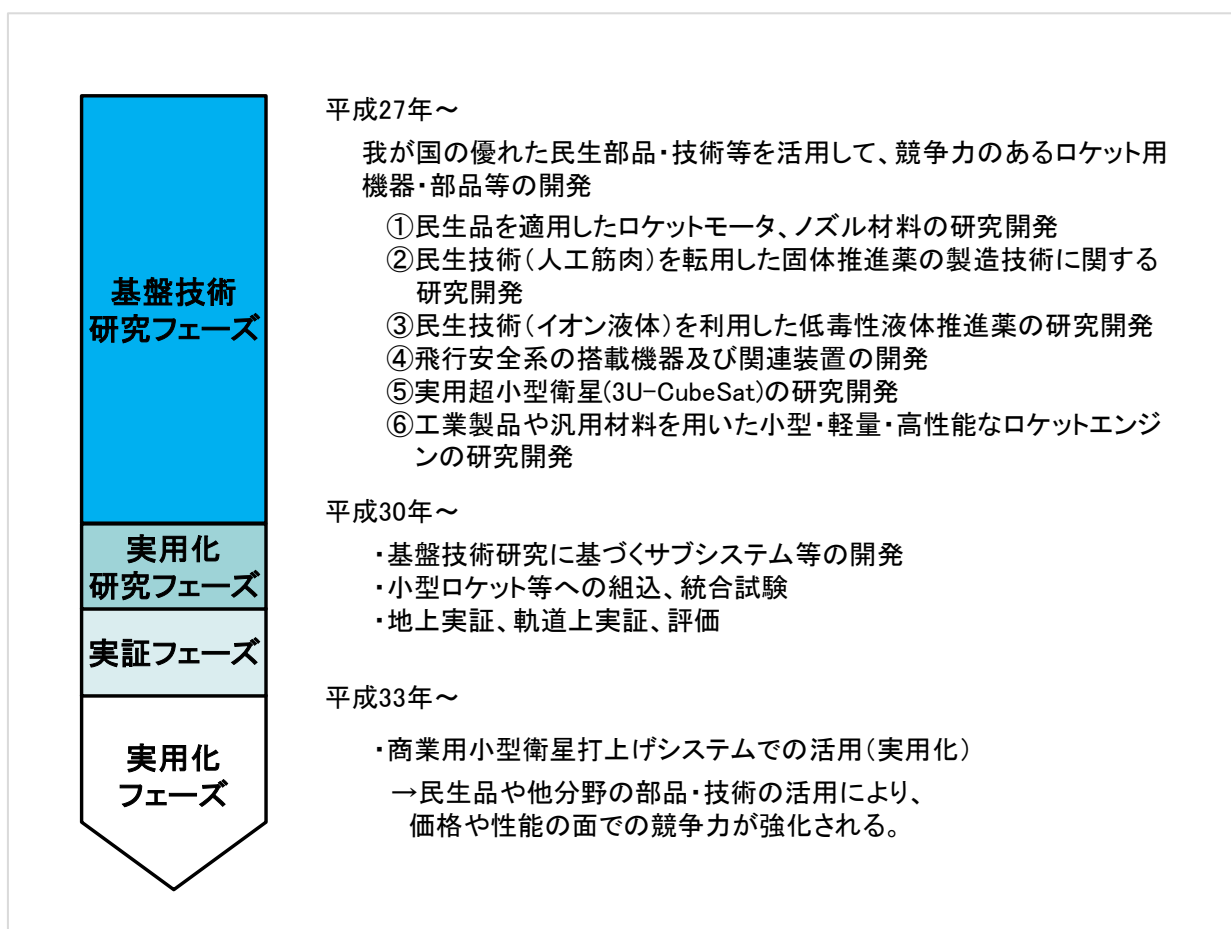 平成27年～
我が国の優れた民生部品・技術等を活用して、競争力のあるロケット用
機器・部品等の開発
①民生品を適用したロケットモータ、ノズル材料の研究開発
②民生技術（人工筋肉）を転用した固体推進薬の製造技術に関する
研究開発
③民生技術（イオン液体）を利用した低毒性液体推進薬の研究開発
④飛行安全系の搭載機器及び関連装置の開発
⑤実用超小型衛星(3U-CubeSat)の研究開発
⑥工業製品や汎用材料を用いた小型・軽量・高性能なロケットエンジ
ンの研究開発
基盤技術
研究フェーズ
平成30年～
・基盤技術研究に基づくサブシステム等の開発
・小型ロケット等への組込、統合試験
・地上実証、軌道上実証、評価
実用化
研究フェーズ
実証フェーズ
平成33年～
・商業用小型衛星打上げシステムでの活用（実用化）
→民生品や他分野の部品・技術の活用により、
価格や性能の面での競争力が強化される。
実用化
フェーズ